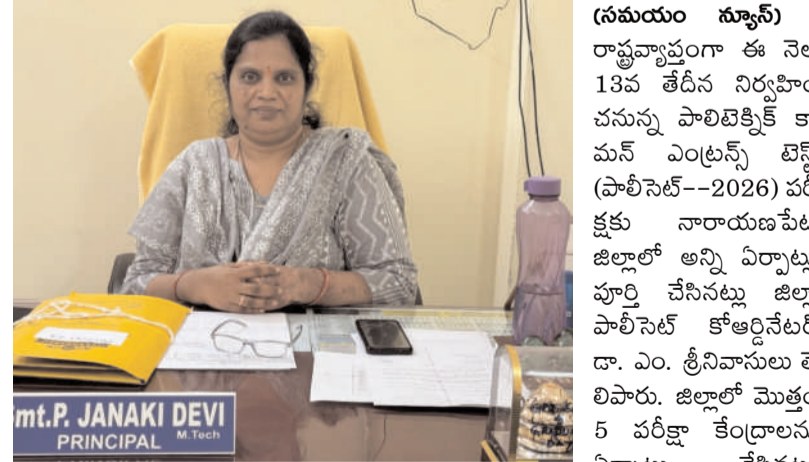 Smt.P. JANAKI DEVI
M.Tech
PRINCIPAL
(సమయం న్యూస్)
రాష్ట్రవ్యాప్తంగా ఈ నెల
13వ తేదీన నిర్వహిం
చనున్న పాలిటెక్నిక్ కా
మన్ ఎంట్రన్స్ టెస్ట్
(పాలీసెట్--2026) పరీ
క్షకు నారాయణపేట
జిల్లాలో అన్ని ఏర్పాట్లు
పూర్తి చేసినట్లు జిల్లా
పాలీసెట్ కోఆర్డినేటర్
డా. ఎం. శ్రీనివాసులు తె
లిపారు. జిల్లాలో మొత్తం
5 పరీక్షా కేంద్రాలను